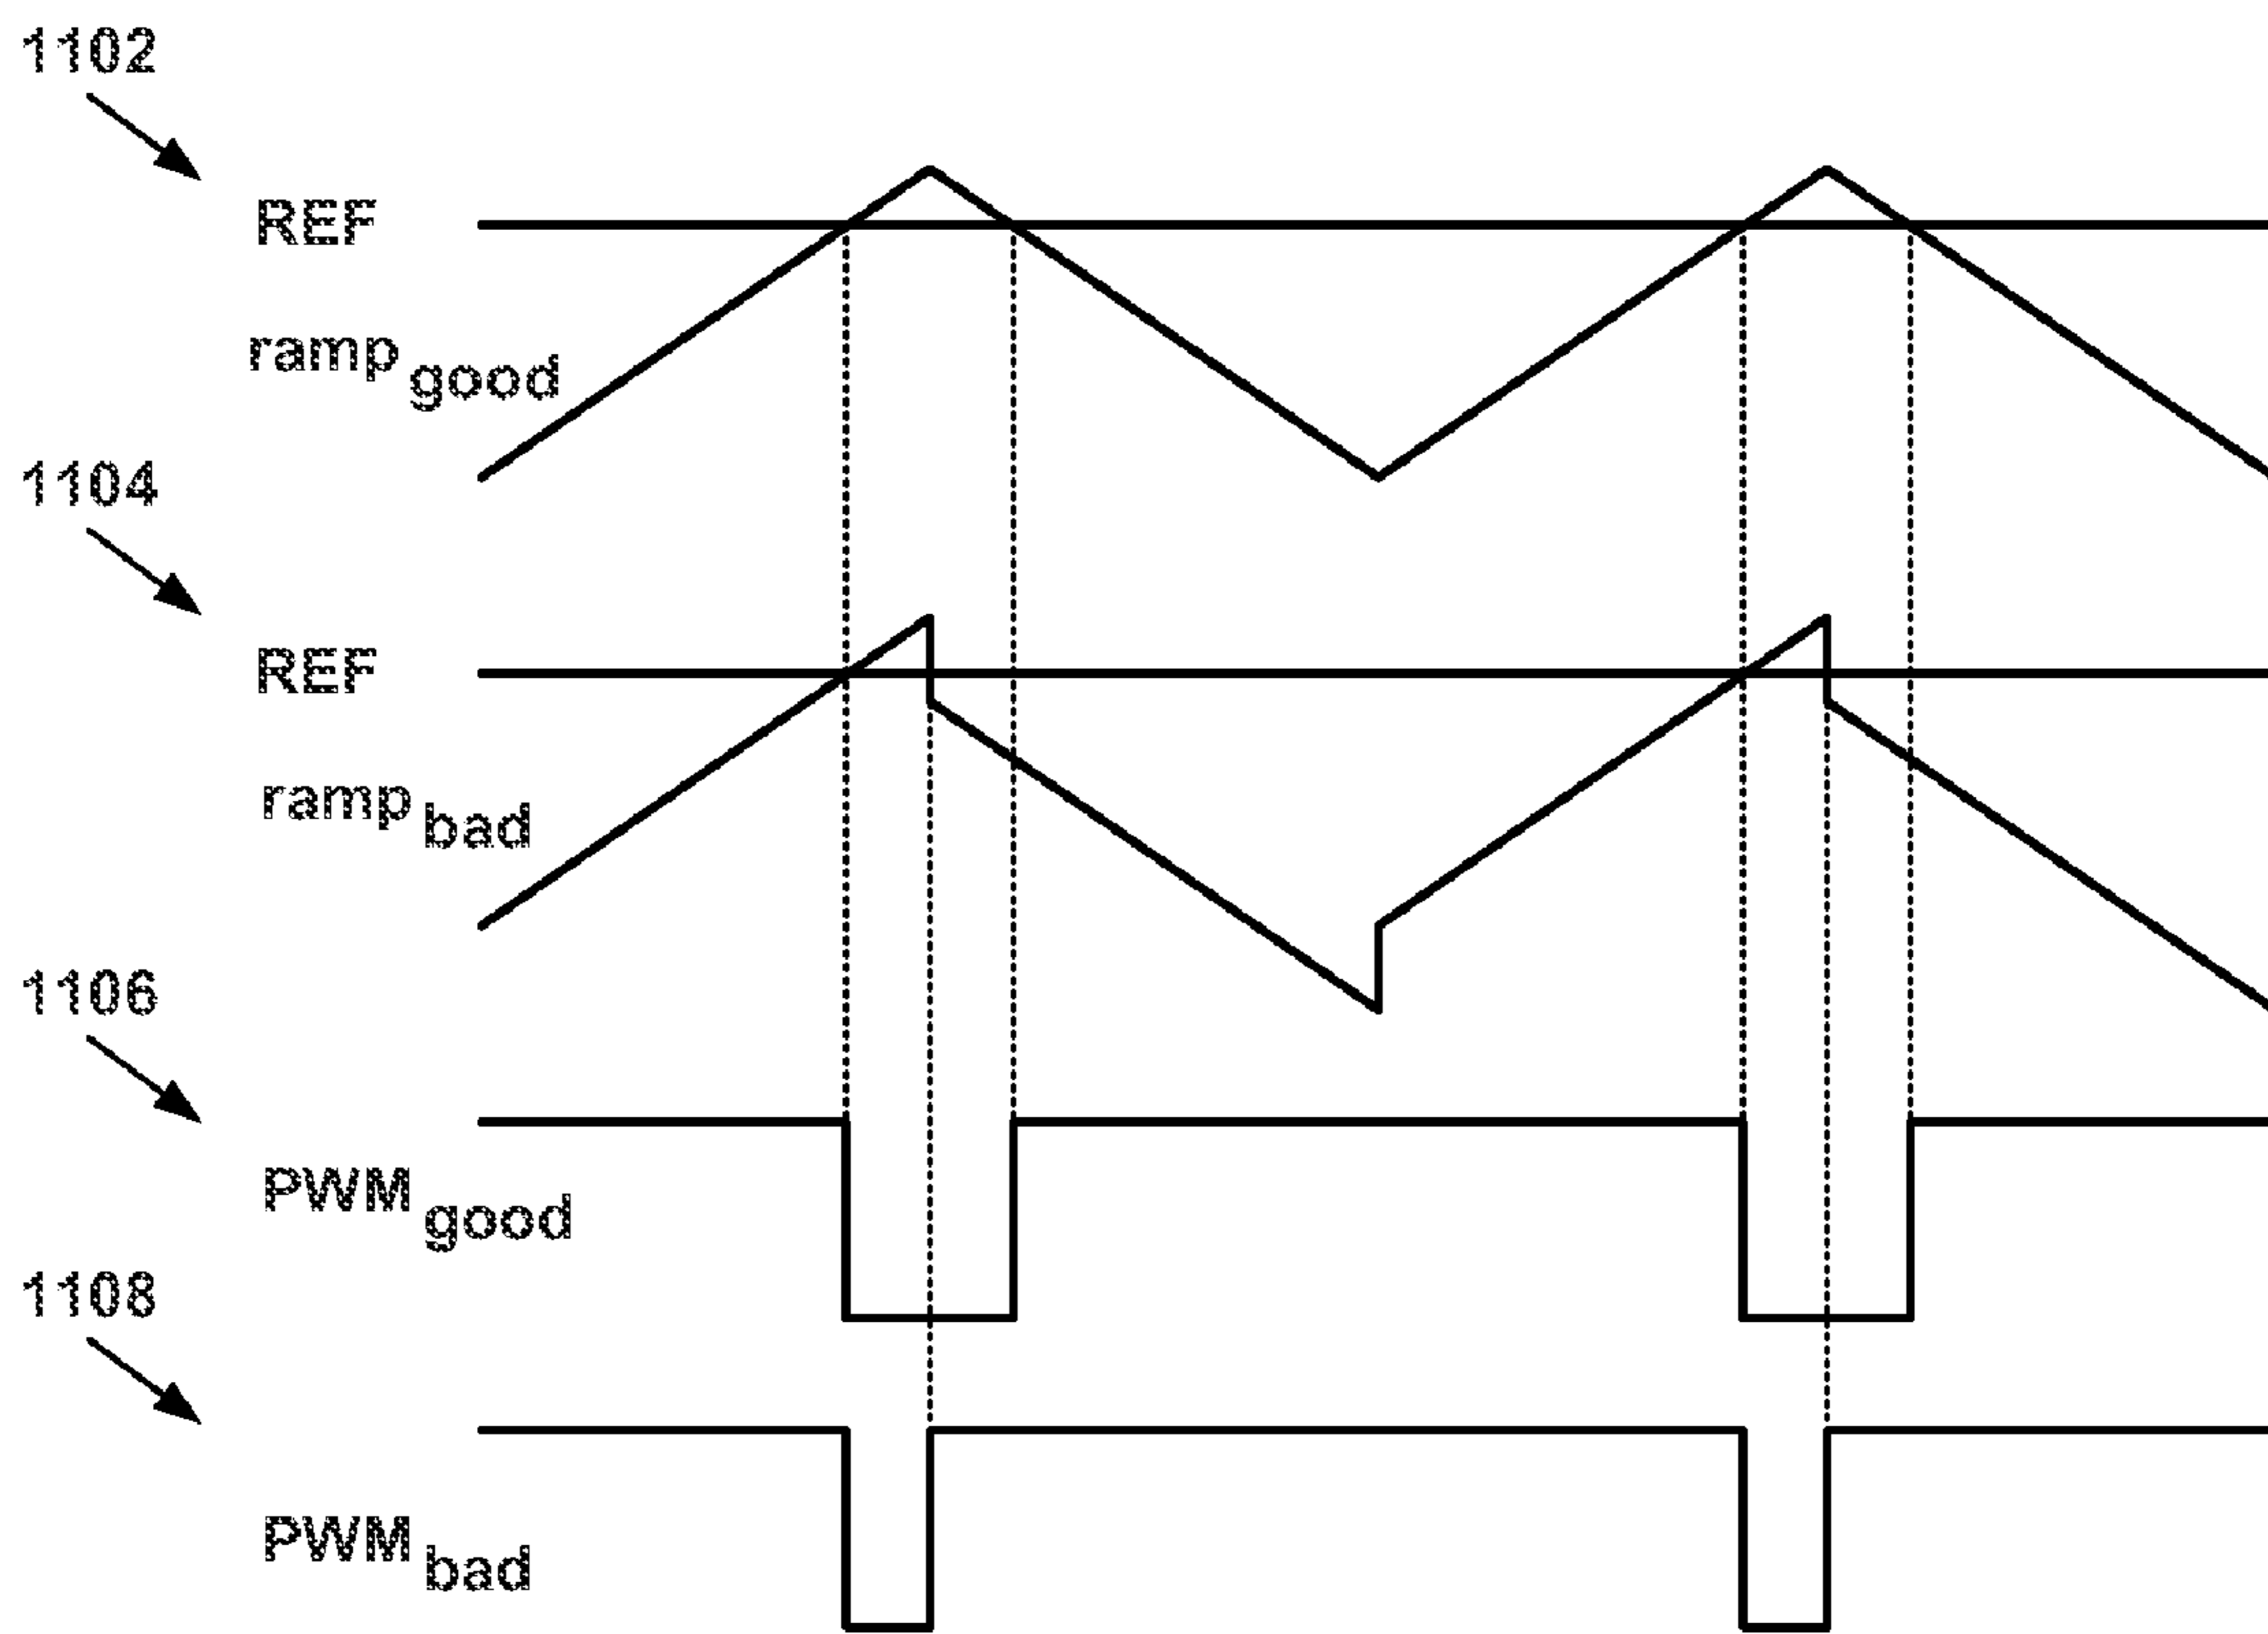 1102
REF
ramp good
1104
REF
ramp bad
1106
PWM good
1108
PWM bad